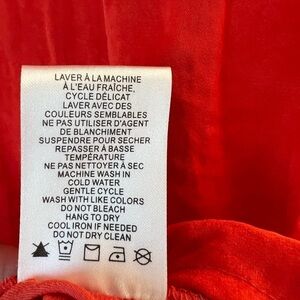 LAVER À LA MACHINE
À L'EAU FRAÎCHE,
CYCLE DÉLICAT
LAVER AVEC DES
COULEURS SEMBLABLES
NE PAS UTILISER D'AGENT
DE BLANCHIMENT
SUSPENDRE POUR SÉCHER
REPASSER À BASSE
TEMPÉRATURE
NE PAS NETTOYER À SEC
MACHINE WASH IN
COLD WATER
GENTLE CYCLE
WASH WITH LIKE COLORS
DO NOT BLEACH
HANG TO DRY
COOL IRON IF NEEDED
DO NOT DRY CLEAN